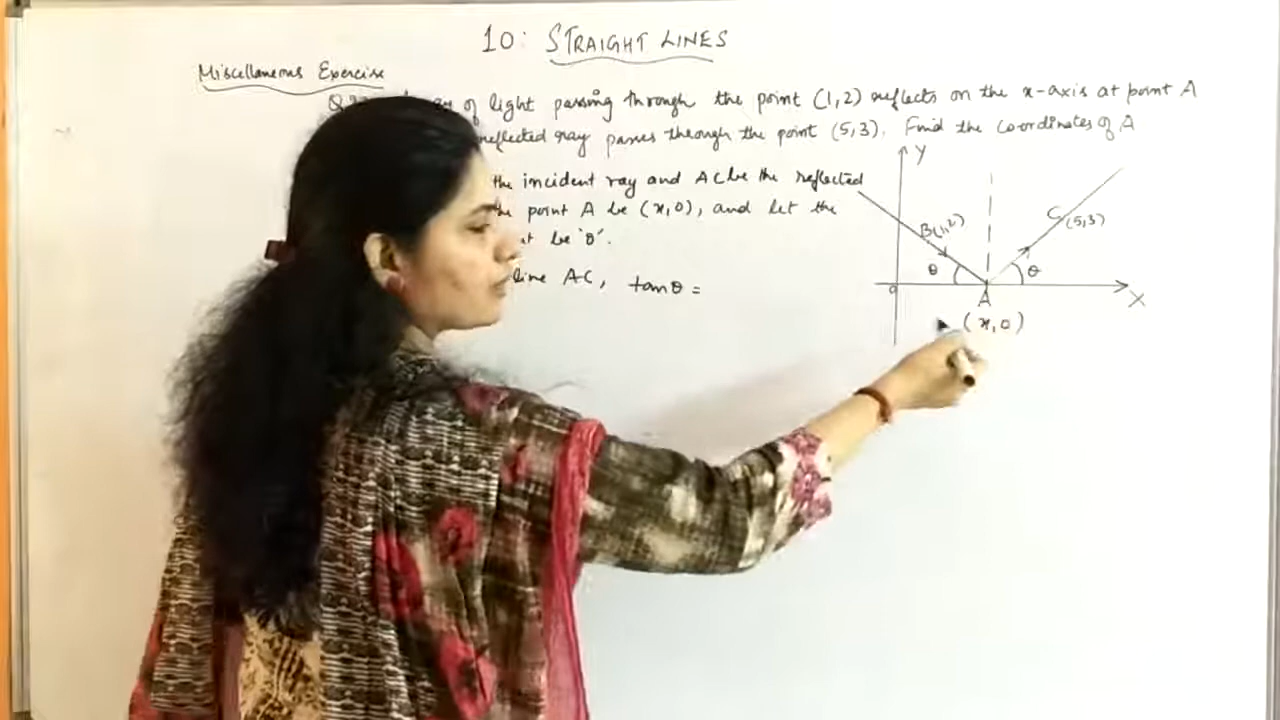 10: STRAIGHT LINES
Miscellaneous Exercise
of light passing through the point (1,2) reflects on the x-axis at point A
reflected ray passes through the point (5,3). Find the coordinates of A
the incident ray and AC be the reflected
the point A be (x,0), and let the
be 'θ'.
line AC, tanθ =
Y
B(1,2)
C(5,3)
θ
θ
0
A
X
(x,0)